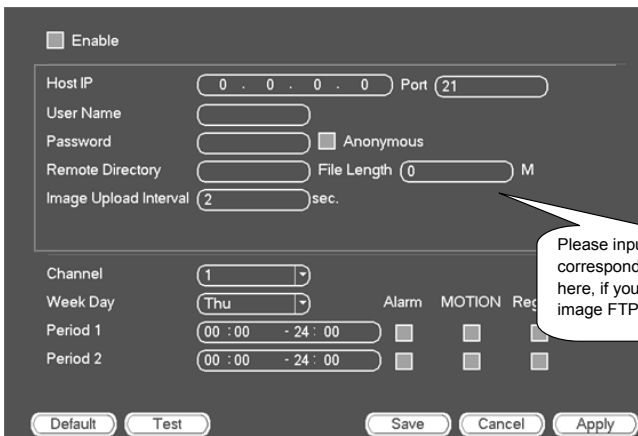 Enable
Host IP 0 . 0 . 0 . 0 Port 21
User Name
Password Anonymous
Remote Directory File Length 0 M
Image Upload Interval 2 sec.
Please inpu
correspond
here, if you
image FTP
Channel 1
Week Day Thu Alarm MOTION Reg
Period 1 00 : 00 - 24 : 00
Period 2 00 : 00 - 24 : 00
Default Test Save Cancel Apply